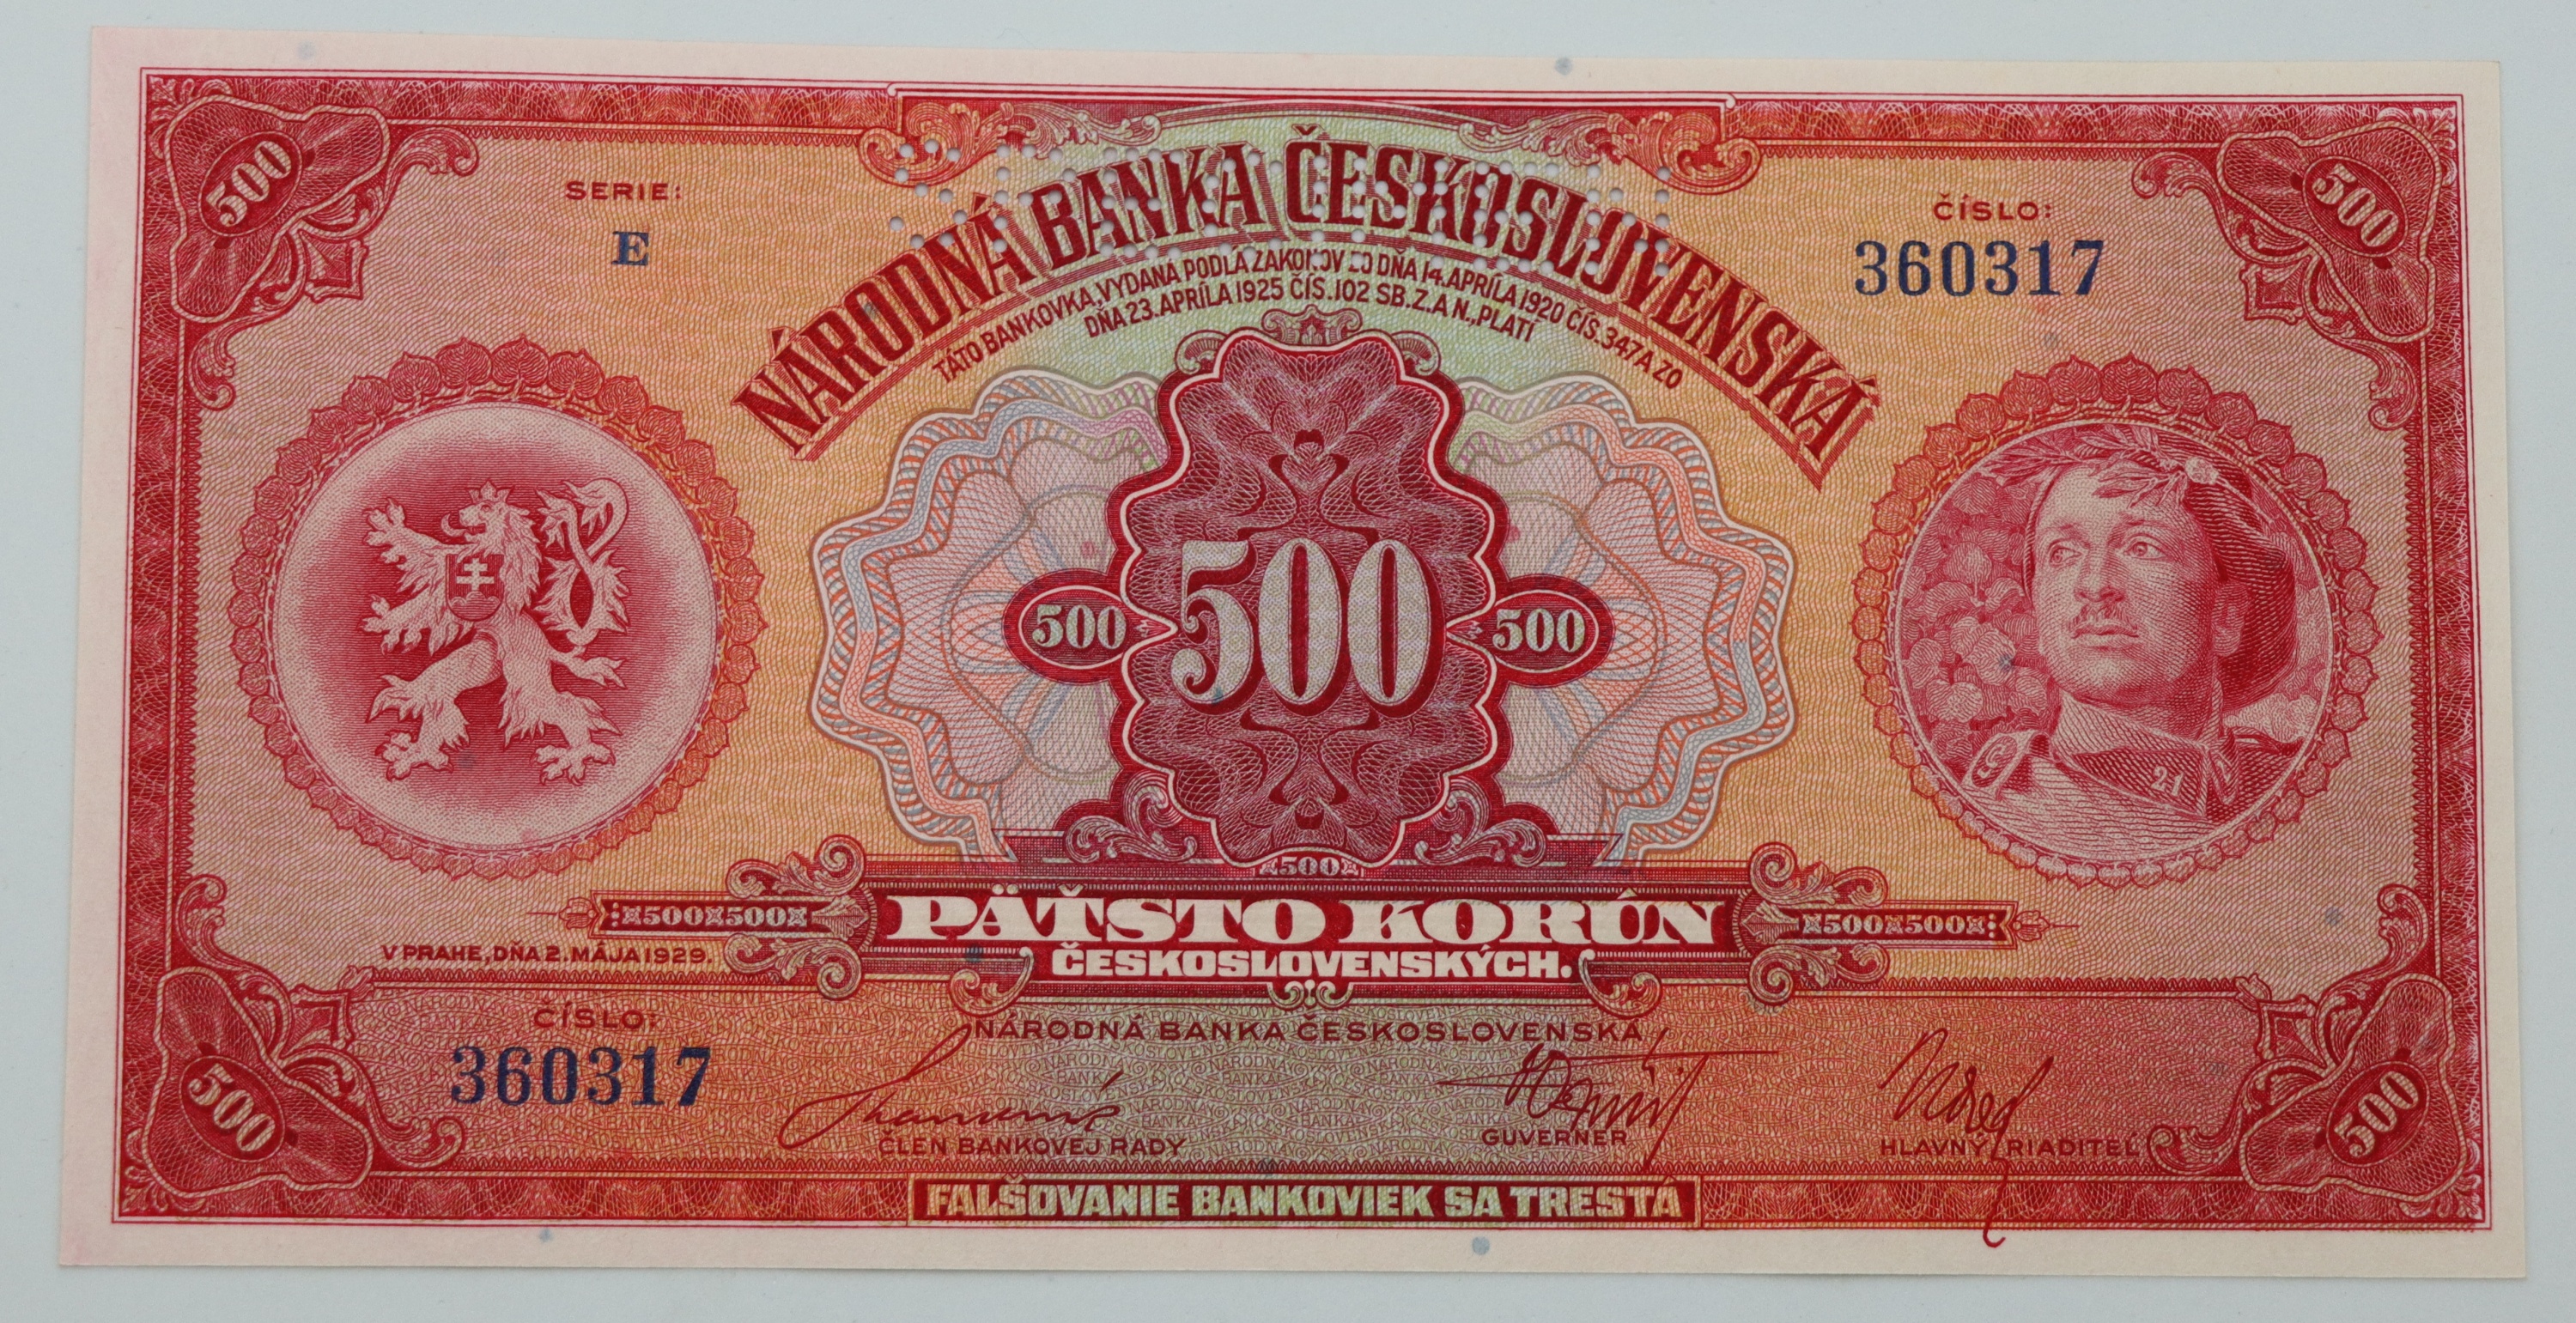 500
SERIE:
E
NÁRODNÁ BANKA ČESKOSLOVENSKÁ
ČÍSLO:
360317
500
TÁTO BANKOVKA, VYDANÁ PODĽA ZÁKONOV ZO DŇA 14. APRÍLA 1920 ČÍS. 347 A ZO
DŇA 23. APRÍLA 1925 ČÍS. 102 SB. Z. A N., PLATÍ
500
500
500
21
500
500 500
PÄŤSTO KORÚN
500 500
ČESKOSLOVENSKÝCH.
V PRAHE, DŇA 2. MÁJA 1929.
ČÍSLO:
360317
NÁRODNÁ BANKA ČESKOSLOVENSKÁ
ČLEN BANKOVEJ RADY
GUVERNER
HLAVNÝ RIADITEĽ
500
500
FALŠOVANIE BANKOVIEK SA TRESTÁ